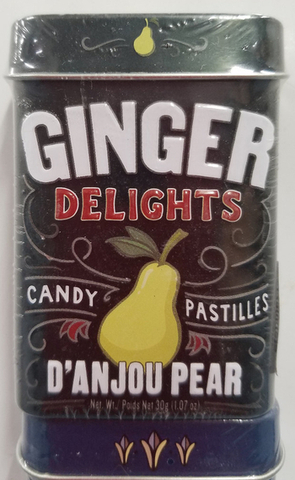 GINGER
DELIGHTS
CANDY PASTILLES
D'ANJOU PEAR
Net. Wt./ Poids Net 30g (1.07 oz)